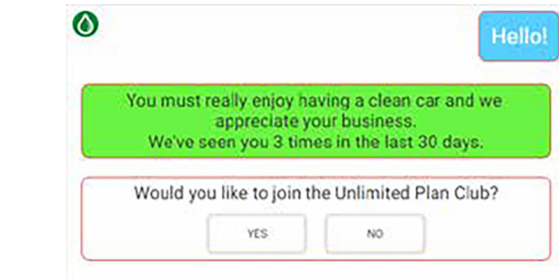 Hello!
You must really enjoy having a clean car and we
appreciate your business.
We've seen you 3 times in the last 30 days.
Would you like to join the Unlimited Plan Club?
YES NO